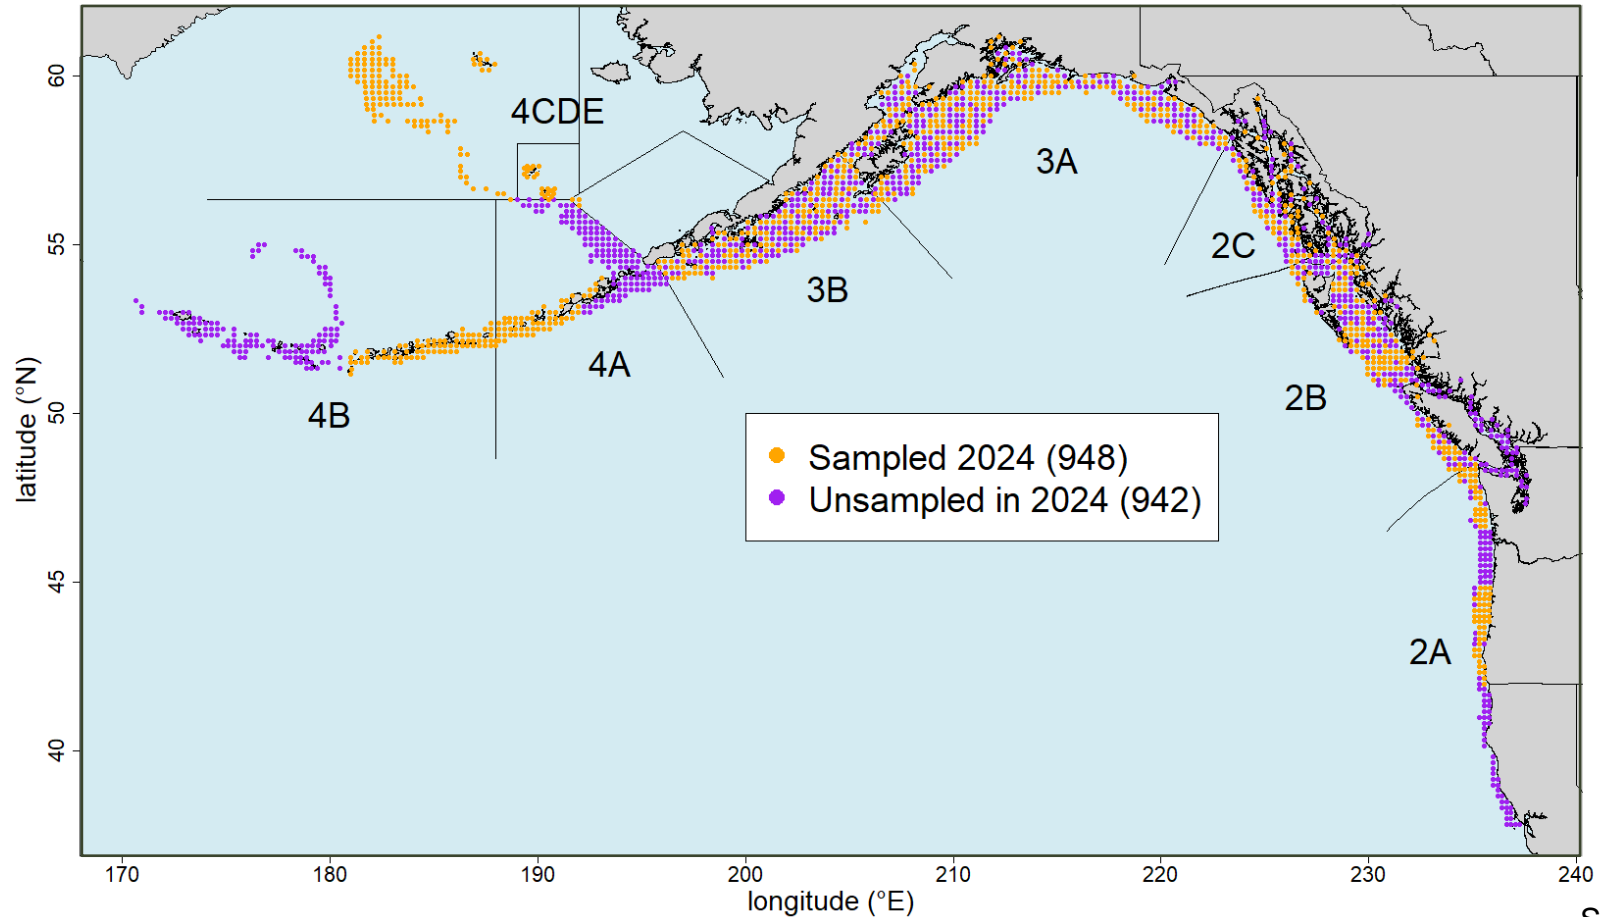 60
55
50
45
40
latitude (°N)
4CDE
3A
2C
3B
4A
2B
4B
Sampled 2024 (948)
Unsampled in 2024 (942)
2A
170
180
190
200
210
220
230
240
longitude (°E)